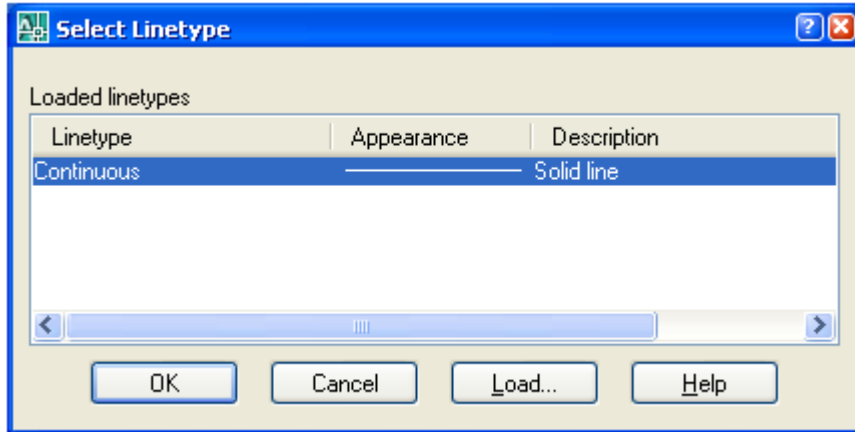 Select Linetype
Loaded linetypes
Linetype Appearance Description
Continuous Solid line
OK Cancel Load... Help